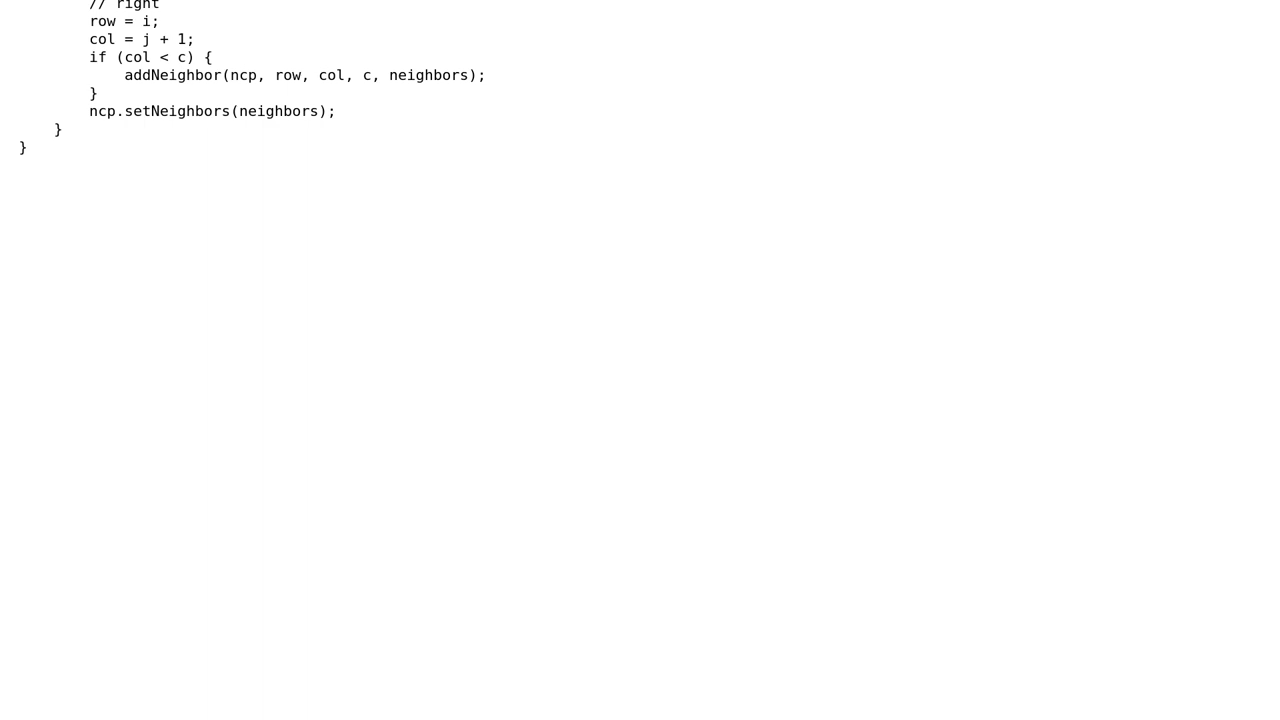 // right
        row = i;
        col = j + 1;
        if (col < c) {
            addNeighbor(ncp, row, col, c, neighbors);
        }
        ncp.setNeighbors(neighbors);
    }
}